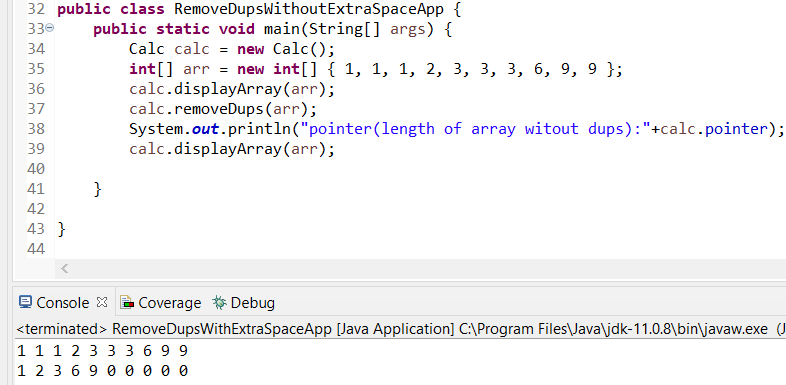 32 public class RemoveDupsWithoutExtraSpaceApp {
33 public static void main(String[] args) {
34 Calc calc = new Calc();
35 int[] arr = new int[] { 1, 1, 1, 2, 3, 3, 3, 6, 9, 9 };
36 calc.displayArray(arr);
37 calc.removeDups(arr);
38 System.out.println("pointer(length of array witout dups):"+calc.pointer);
39 calc.displayArray(arr);
40
41 }
42
43 }
44
Console Coverage Debug
<terminated> RemoveDupsWithExtraSpaceApp [Java Application] C:\Program Files\Java\jdk-11.0.8\bin\javaw.exe (J
1 1 1 2 3 3 3 6 9 9
1 2 3 6 9 0 0 0 0 0